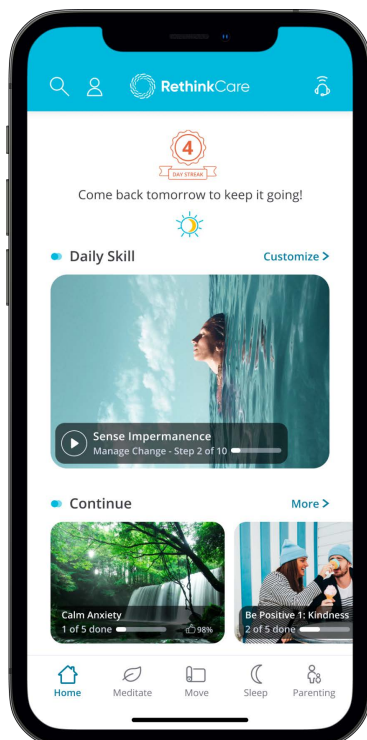 RethinkCare
4
DAY STREAK
Come back tomorrow to keep it going!
Daily Skill
Customize >
Sense Impermanence
Manage Change - Step 2 of 10
Continue
More >
Calm Anxiety
1 of 5 done
98%
Be Positive 1: Kindness
2 of 5 done
Home
Meditate
Move
Sleep
Parenting